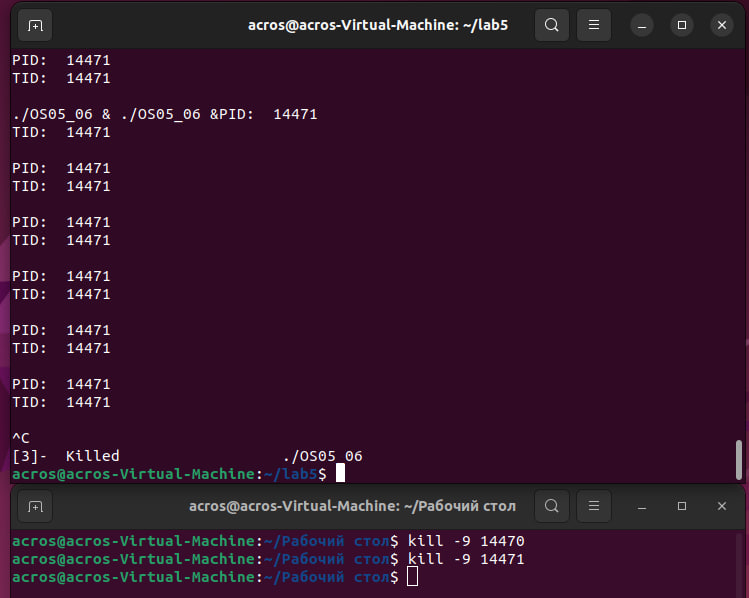 acros@acros-Virtual-Machine: ~/lab5
PID:  14471
TID:  14471
./OS05_06 & ./OS05_06 &PID:  14471
TID:  14471
PID:  14471
TID:  14471
PID:  14471
TID:  14471
PID:  14471
TID:  14471
PID:  14471
TID:  14471
PID:  14471
TID:  14471
^C
[3]-  Killed                  ./OS05_06
acros@acros-Virtual-Machine:~/lab5$
acros@acros-Virtual-Machine: ~/Рабочий стол
acros@acros-Virtual-Machine:~/Рабочий стол$ kill -9 14470
acros@acros-Virtual-Machine:~/Рабочий стол$ kill -9 14471
acros@acros-Virtual-Machine:~/Рабочий стол$